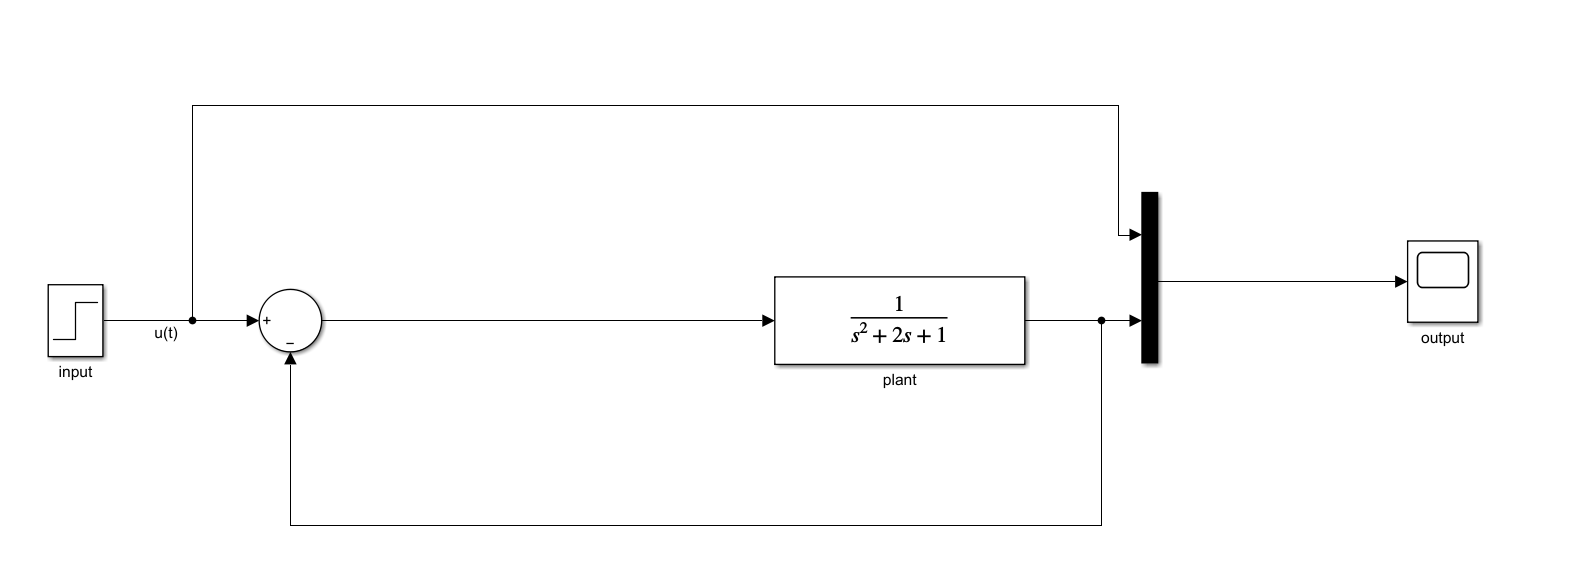 u(t)
input
+
−
1
s² + 2s + 1
plant
output